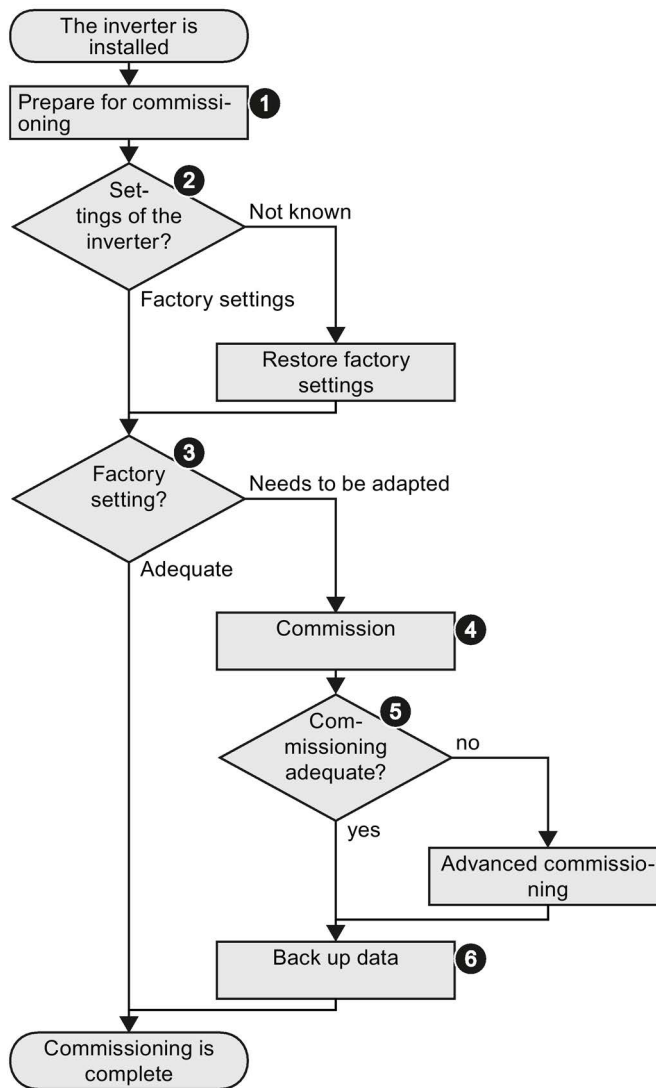 The inverter is
installed
Prepare for commissi-
oning
1
2
Set-
tings of the
inverter?
Not known
Factory settings
Restore factory
settings
3
Factory
setting?
Needs to be adapted
Adequate
Commission
4
5
Com-
missioning
adequate?
no
yes
Advanced commissio-
ning
Back up data
6
Commissioning is
complete